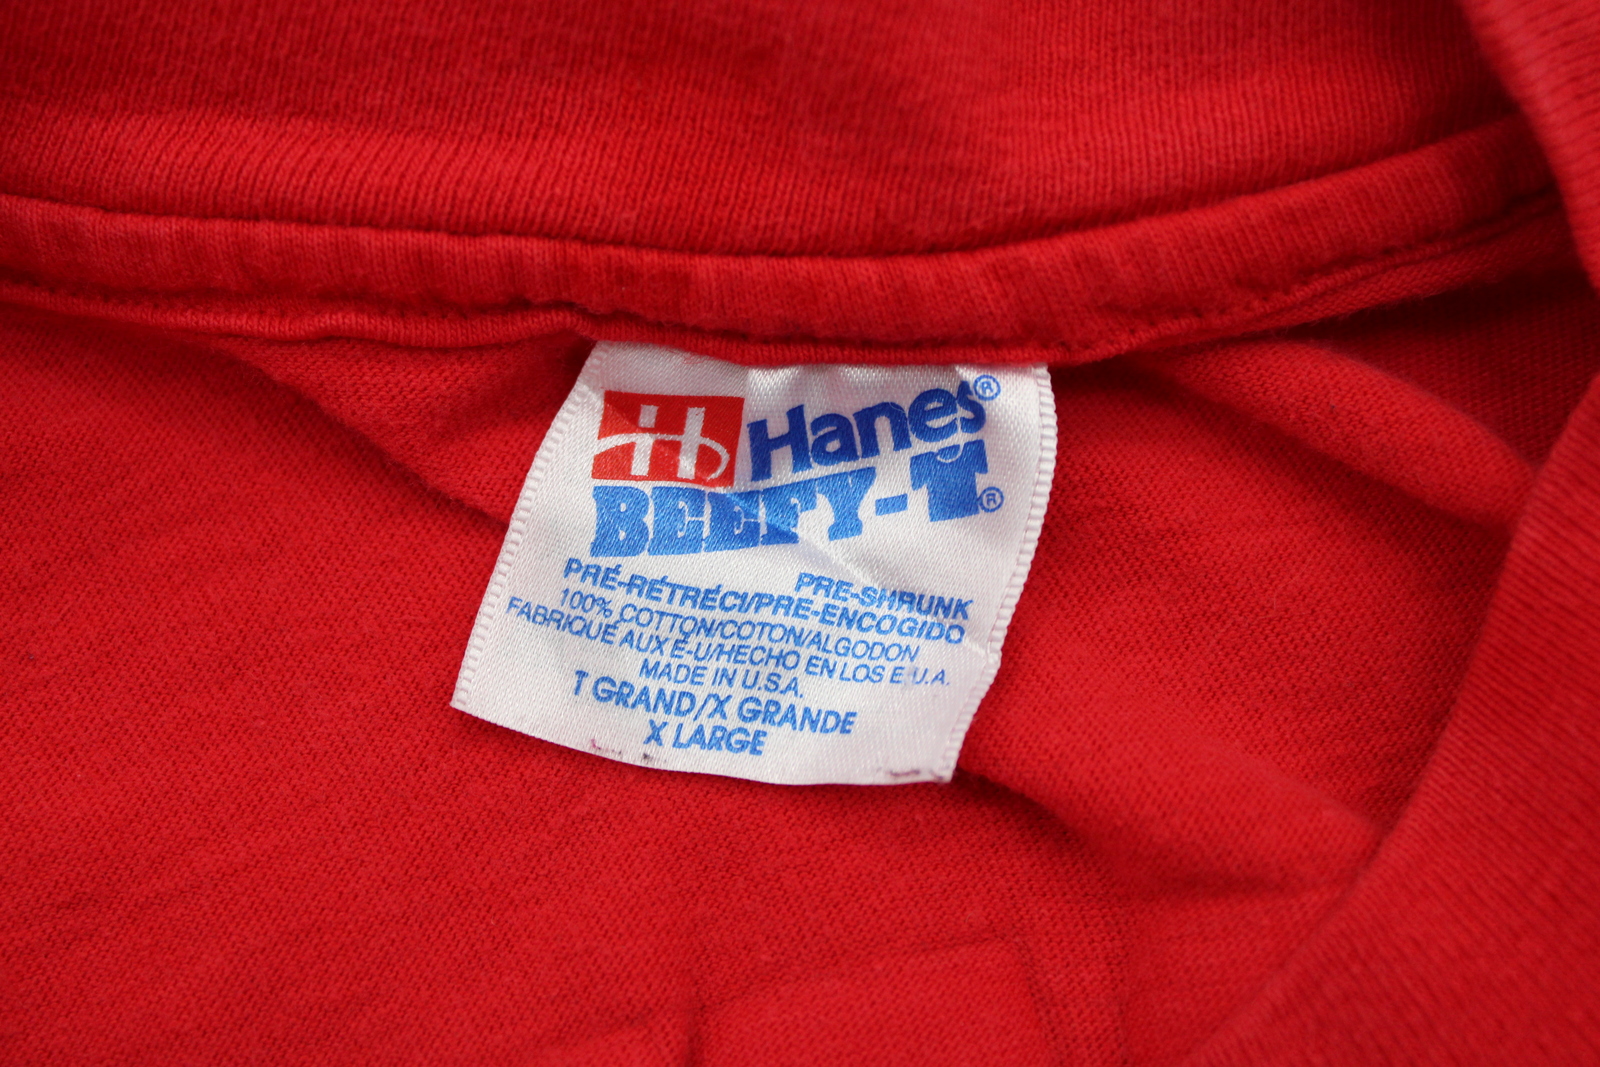 H Hanes®
BEEFY-T®
PRE-SHRUNK
PRÉ-RÉTRÉCI/PRE-ENCOGIDO
100% COTTON/COTON/ALGODON
FABRIQUÉ AUX É-U/HECHO EN LOS E.U.A.
MADE IN U.S.A.
T GRAND/X GRANDE
X LARGE